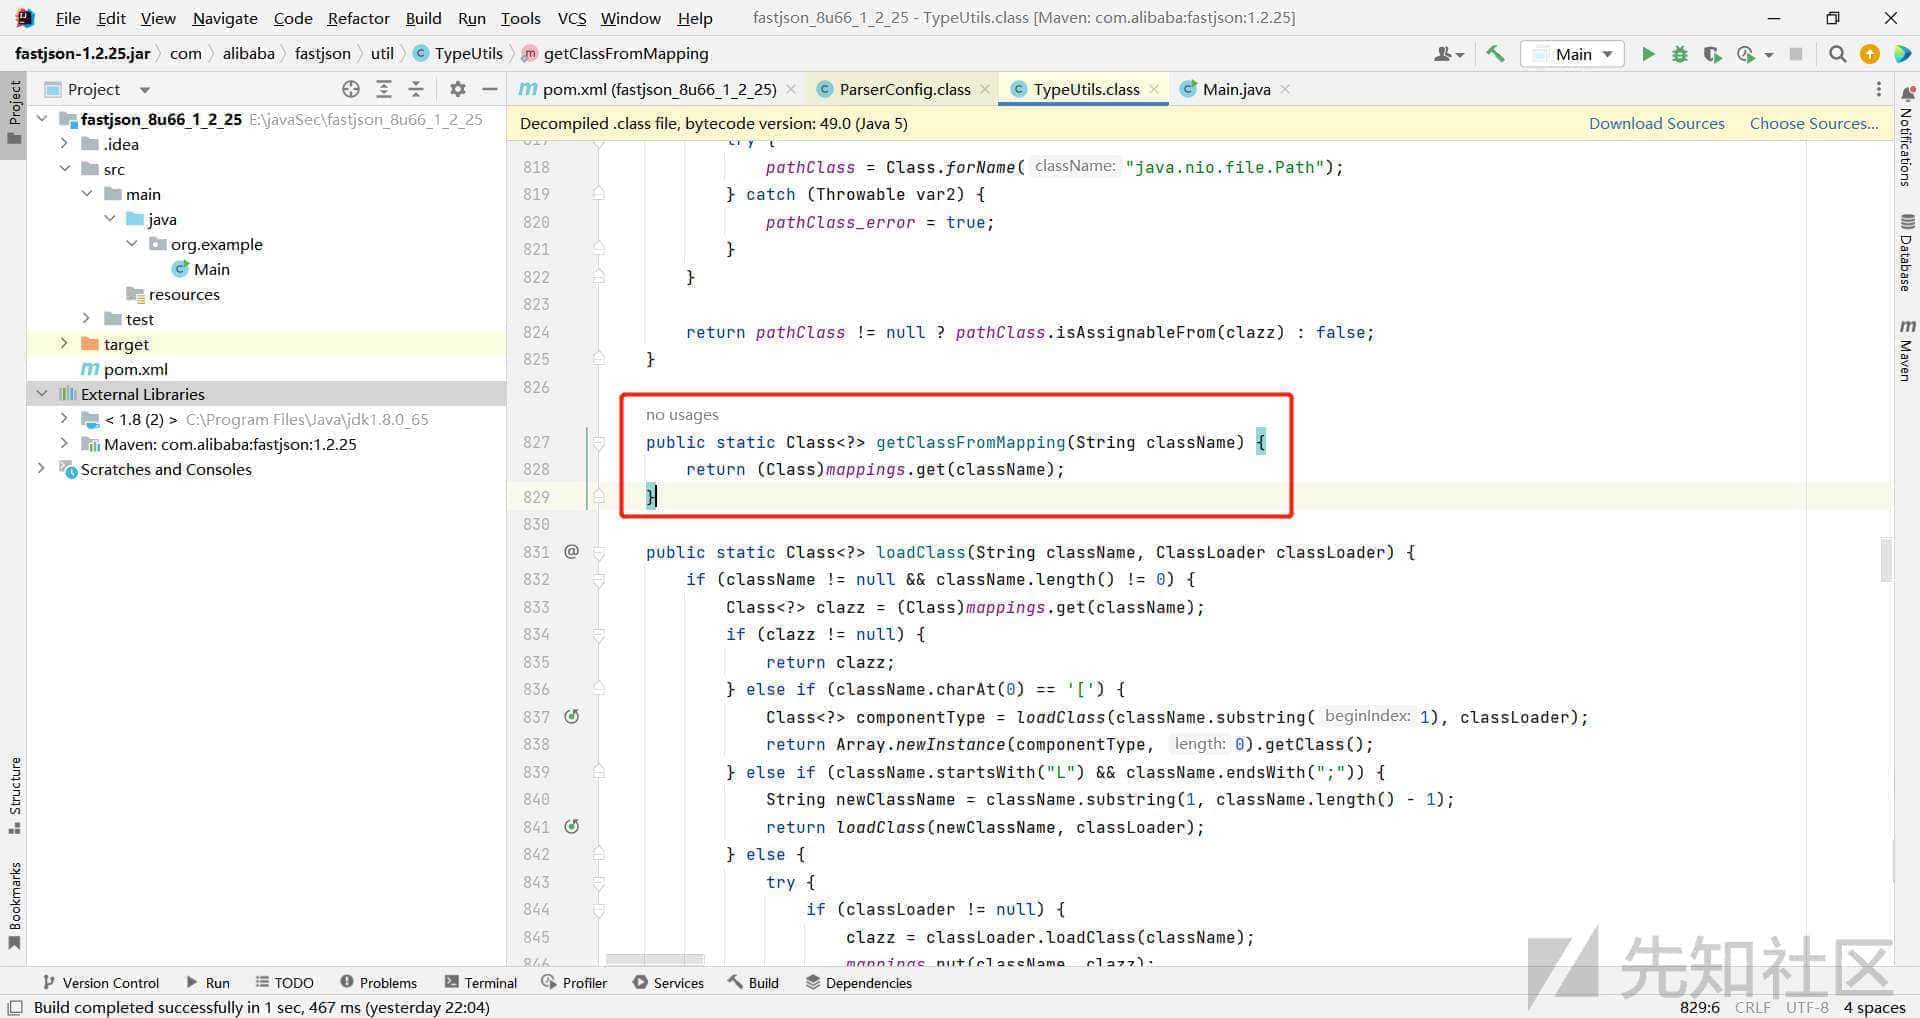 File Edit View Navigate Code Refactor Build Run Tools VCS Window Help fastjson_8u66_1_2_25 - TypeUtils.class [Maven: com.alibaba:fastjson:1.2.25]
fastjson-1.2.25.jar com alibaba fastjson util TypeUtils getClassFromMapping Main
Project
Project
pom.xml (fastjson_8u66_1_2_25) ParserConfig.class TypeUtils.class Main.java
Decompiled .class file, bytecode version: 49.0 (Java 5) Download Sources Choose Sources...
fastjson_8u66_1_2_25 E:\javaSec\fastjson_8u66_1_2_25
.idea
src
main
java
org.example
Main
resources
test
target
pom.xml
External Libraries
< 1.8 (2) > C:\Program Files\Java\jdk1.8.0_65
Maven: com.alibaba:fastjson:1.2.25
Scratches and Consoles
Structure
Bookmarks
817 try {
818 pathClass = Class.forName( className: "java.nio.file.Path");
819 } catch (Throwable var2) {
820 pathClass_error = true;
821 }
822 }
823
824 return pathClass != null ? pathClass.isAssignableFrom(clazz) : false;
825 }
826
no usages
827 public static Class<?> getClassFromMapping(String className) {
828 return (Class)mappings.get(className);
829 }
830
831 @ public static Class<?> loadClass(String className, ClassLoader classLoader) {
832 if (className != null && className.length() != 0) {
833 Class<?> clazz = (Class)mappings.get(className);
834 if (clazz != null) {
835 return clazz;
836 } else if (className.charAt(0) == '[') {
837 Class<?> componentType = loadClass(className.substring( beginIndex: 1), classLoader);
838 return Array.newInstance(componentType, length: 0).getClass();
839 } else if (className.startsWith("L") && className.endsWith(";")) {
840 String newClassName = className.substring(1, className.length() - 1);
841 return loadClass(newClassName, classLoader);
842 } else {
843 try {
844 if (classLoader != null) {
845 clazz = classLoader.loadClass(className);
846 mappings.put(className, clazz);
Notifications
Database
Maven
先知社区
Version Control Run TODO Problems Terminal Profiler Services Build Dependencies
Build completed successfully in 1 sec, 467 ms (yesterday 22:04) 829:6 CRLF UTF-8 4 spaces